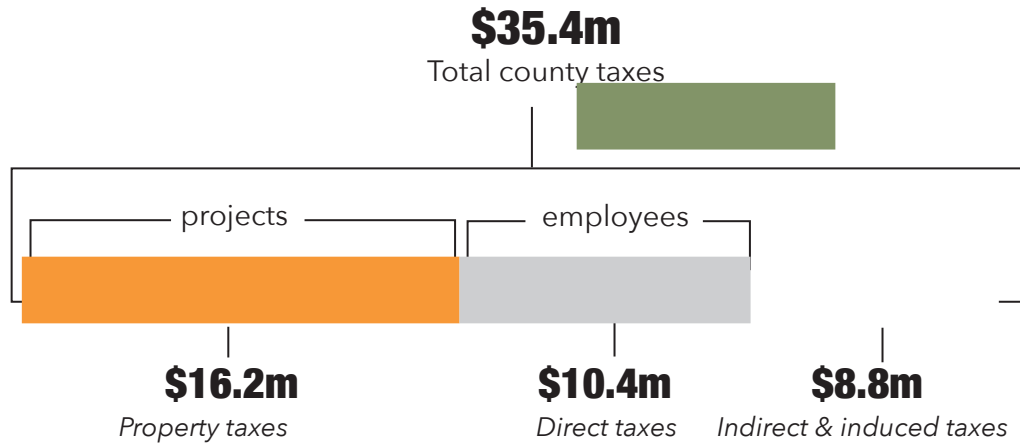 $35.4m
Total county taxes
projects
employees
$16.2m
$10.4m
$8.8m
Property taxes
Direct taxes
Indirect & induced taxes